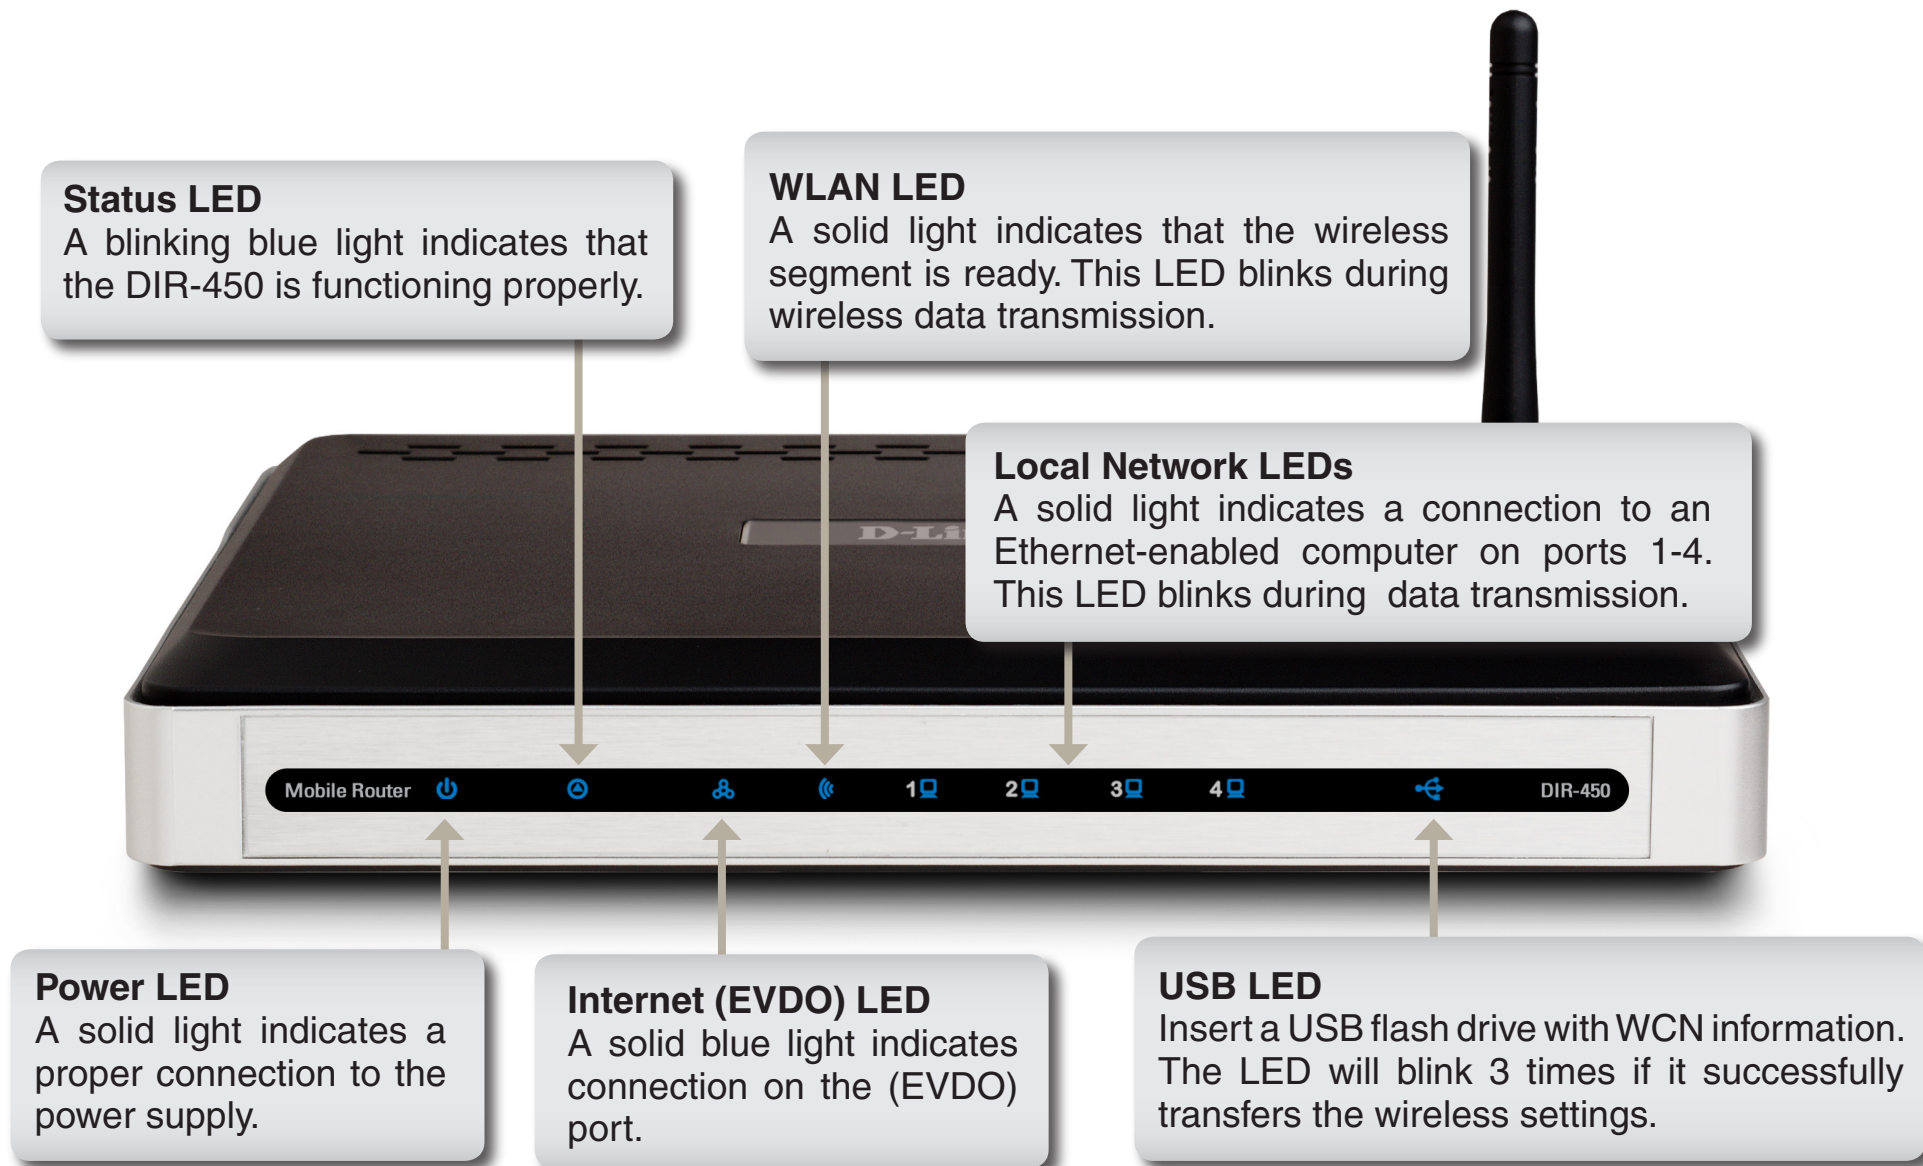 Status LED
A blinking blue light indicates that
the DIR-450 is functioning properly.
WLAN LED
A solid light indicates that the wireless
segment is ready. This LED blinks during
wireless data transmission.
Local Network LEDs
A solid light indicates a connection to an
Ethernet-enabled computer on ports 1-4.
This LED blinks during data transmission.
Mobile Router 1 2 3 4 DIR-450
Power LED
A solid light indicates a
proper connection to the
power supply.
Internet (EVDO) LED
A solid blue light indicates
connection on the (EVDO)
port.
USB LED
Insert a USB flash drive with WCN information.
The LED will blink 3 times if it successfully
transfers the wireless settings.